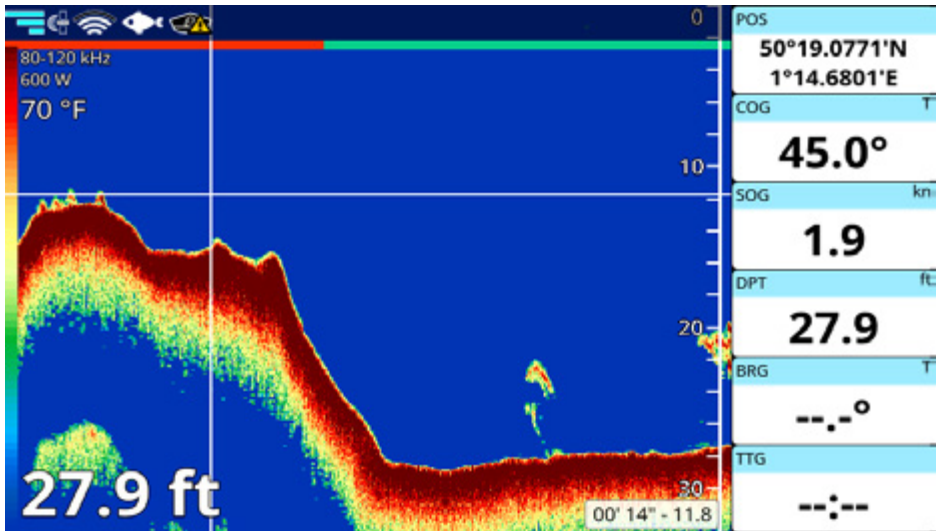 80-120 kHz
600 W
70 °F
27.9 ft
0
10
20
30
00' 14" - 11.8
POS
50°19.0771'N
1°14.6801'E
COG T
45.0°
SOG kn
1.9
DPT ft
27.9
BRG T
--.-°
TTG
--:--